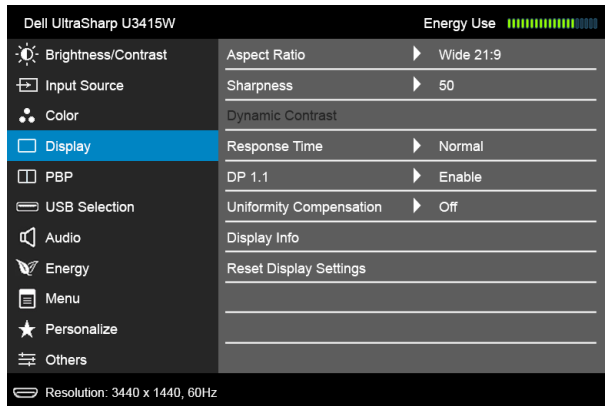 Dell UltraSharp U3415W Energy Use
Brightness/Contrast Aspect Ratio Wide 21:9
Input Source Sharpness 50
Color Dynamic Contrast
Display Response Time Normal
PBP DP 1.1 Enable
USB Selection Uniformity Compensation Off
Audio Display Info
Energy Reset Display Settings
Menu
Personalize
Others
Resolution: 3440 x 1440, 60Hz